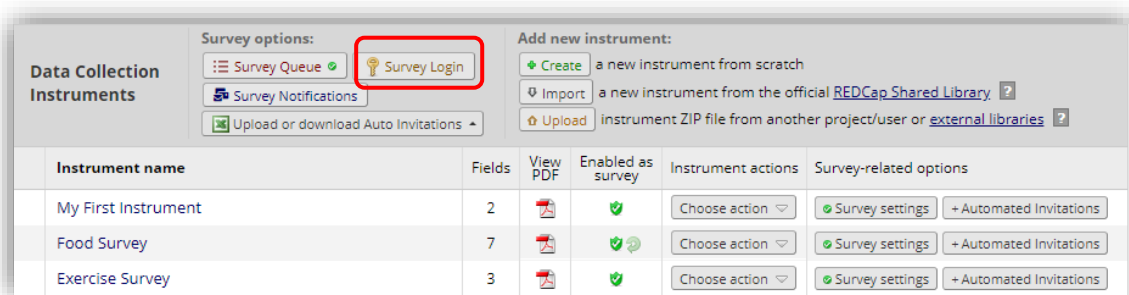 Data Collection
Instruments
Survey options:
Survey Queue
Survey Login
Survey Notifications
Upload or download Auto Invitations
Add new instrument:
Create a new instrument from scratch
Import a new instrument from the official REDCap Shared Library ?
Upload instrument ZIP file from another project/user or external libraries ?
Instrument name Fields View PDF Enabled as survey Instrument actions Survey-related options
My First Instrument 2 Choose action Survey settings + Automated Invitations
Food Survey 7 Choose action Survey settings + Automated Invitations
Exercise Survey 3 Choose action Survey settings + Automated Invitations